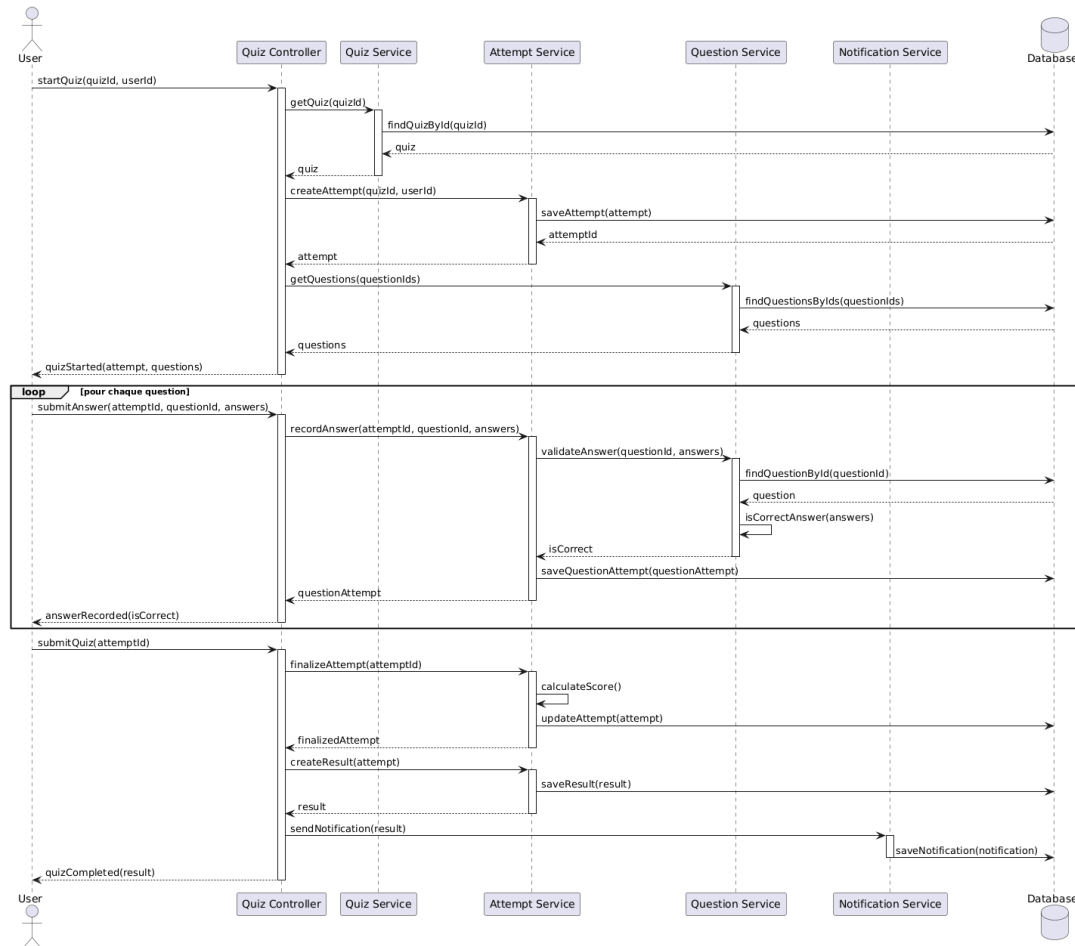 User
Quiz Controller
Quiz Service
Attempt Service
Question Service
Notification Service
Database
startQuiz(quizId, userId)
getQuiz(quizId)
findQuizById(quizId)
quiz
quiz
createAttempt(quizId, userId)
saveAttempt(attempt)
attemptId
attempt
getQuestions(questionIds)
findQuestionsByIds(questionIds)
questions
questions
quizStarted(attempt, questions)
loop [pour chaque question]
submitAnswer(attemptId, questionId, answers)
recordAnswer(attemptId, questionId, answers)
validateAnswer(questionId, answers)
findQuestionById(questionId)
question
isCorrectAnswer(answers)
isCorrect
saveQuestionAttempt(questionAttempt)
questionAttempt
answerRecorded(isCorrect)
submitQuiz(attemptId)
finalizeAttempt(attemptId)
calculateScore()
updateAttempt(attempt)
finalizedAttempt
createResult(attempt)
saveResult(result)
result
sendNotification(result)
saveNotification(notification)
quizCompleted(result)
User
Quiz Controller
Quiz Service
Attempt Service
Question Service
Notification Service
Database